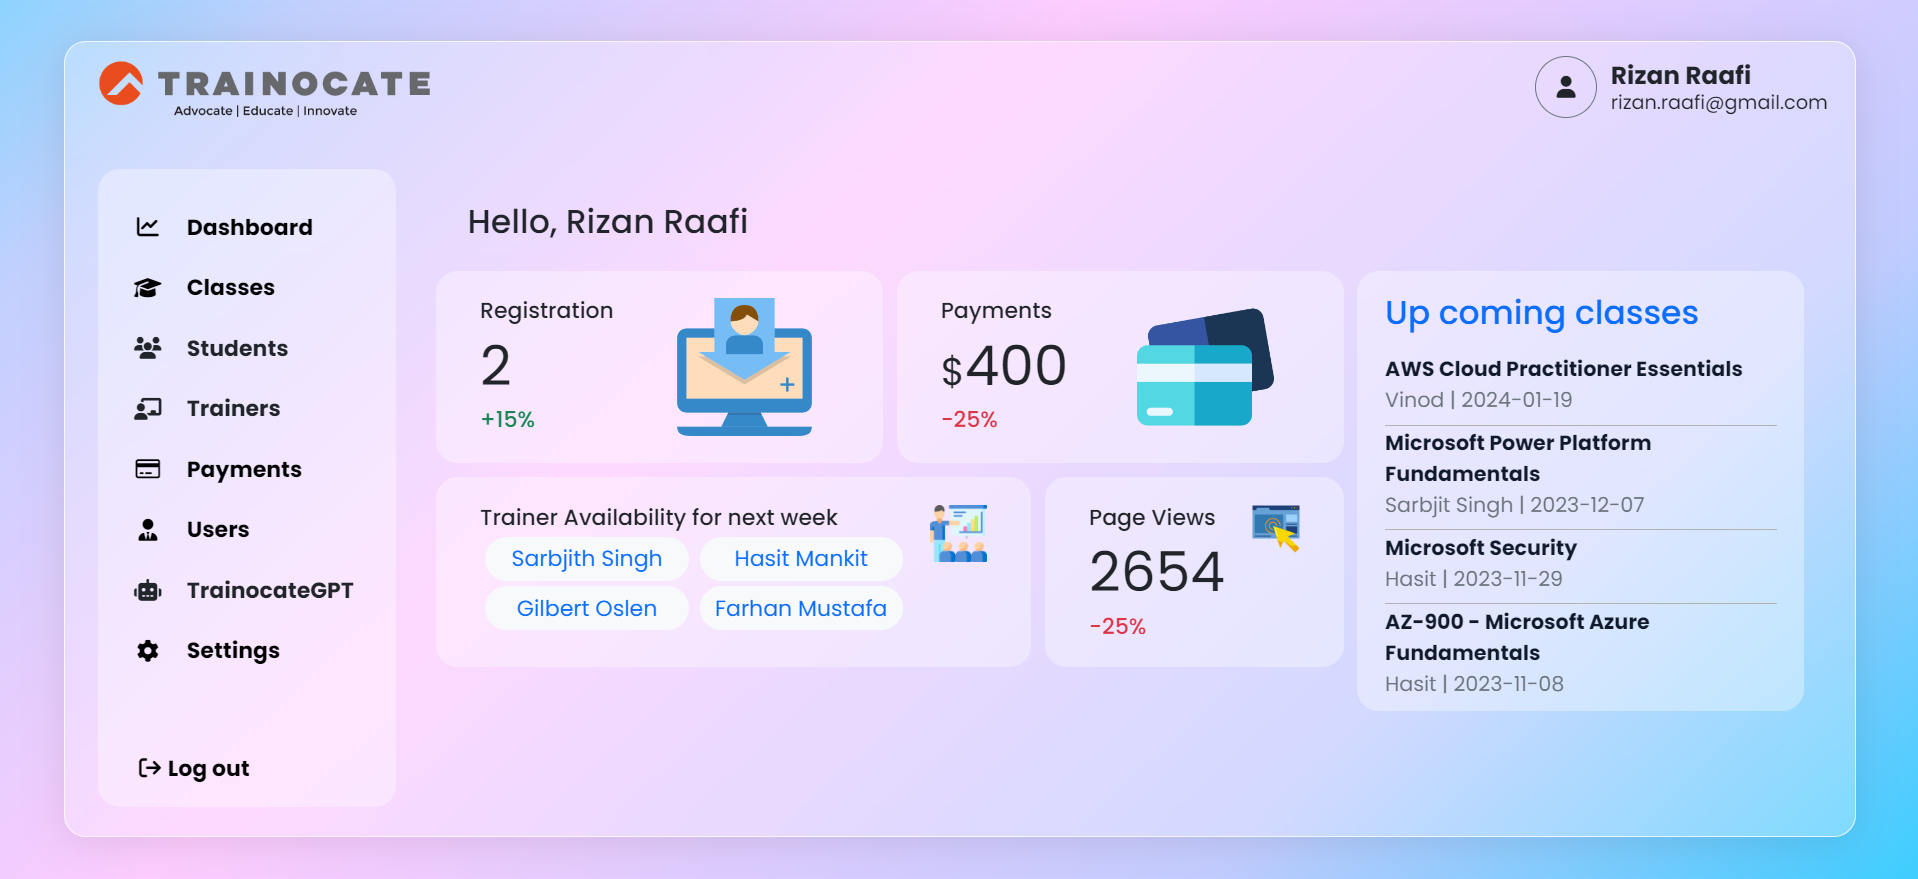 TRAINOCATE
Advocate | Educate | Innovate
Rizan Raafi
rizan.raafi@gmail.com
Dashboard
Classes
Students
Trainers
Payments
Users
TrainocateGPT
Settings
Log out
Hello, Rizan Raafi
Registration
2
+15%
Payments
$400
-25%
Trainer Availability for next week
Sarbjith Singh
Hasit Mankit
Gilbert Oslen
Farhan Mustafa
Page Views
2654
-25%
Up coming classes
AWS Cloud Practitioner Essentials
Vinod | 2024-01-19
Microsoft Power Platform
Fundamentals
Sarbjit Singh | 2023-12-07
Microsoft Security
Hasit | 2023-11-29
AZ-900 - Microsoft Azure
Fundamentals
Hasit | 2023-11-08